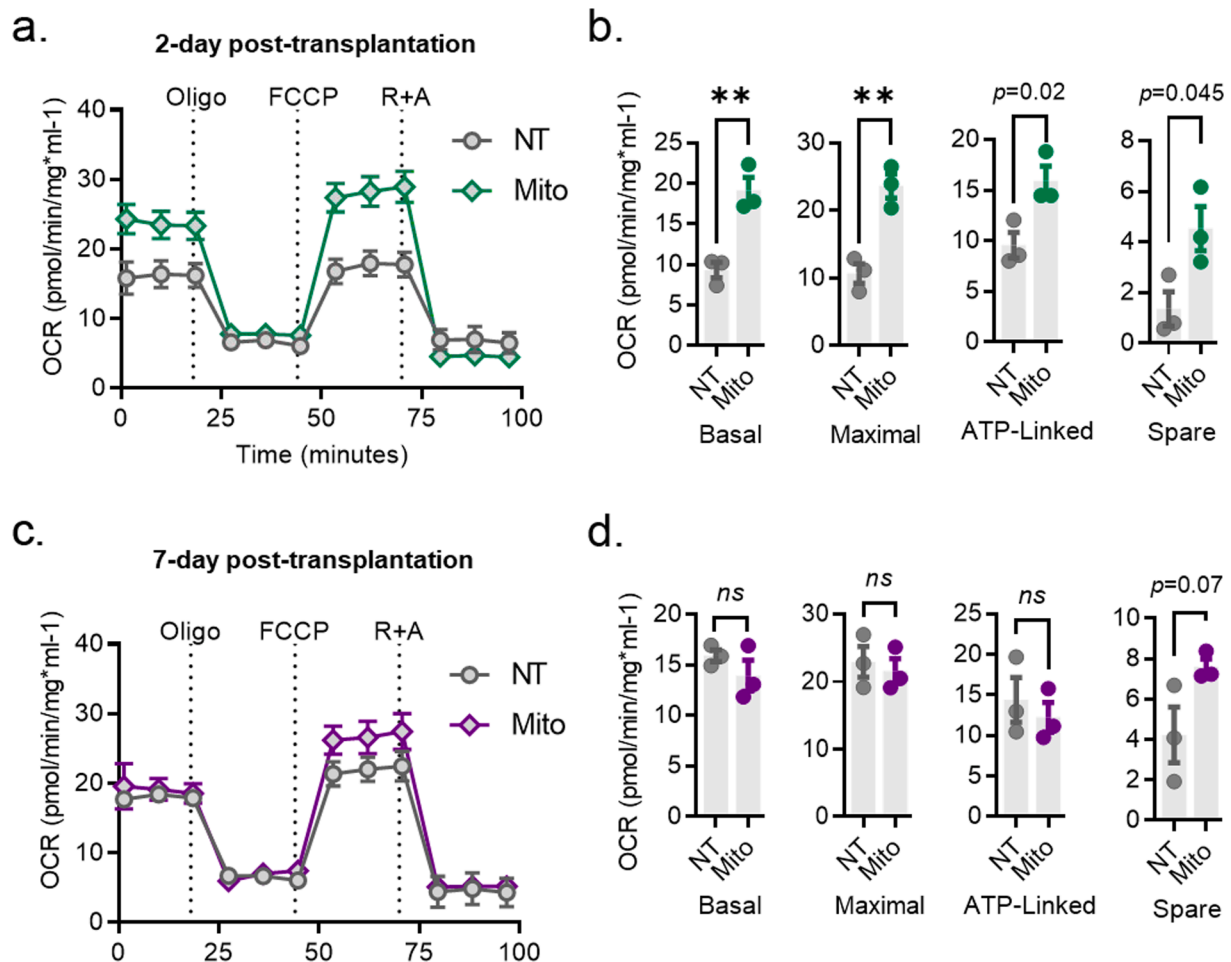 a.
2-day post-transplantation
Oligo FCCP R+A
OCR (pmol/min/mg*ml-1)
40
30
20
10
0
0 25 50 75 100
Time (minutes)
NT
Mito
b.
** ** p=0.02 p=0.045
OCR (pmol/min/mg*ml-1)
25
20
15
10
5
0
NT Mito
Basal
30
20
10
0
NT Mito
Maximal
20
15
10
5
0
NT Mito
ATP-Linked
8
6
4
2
0
NT Mito
Spare
c.
7-day post-transplantation
Oligo FCCP R+A
OCR (pmol/min/mg*ml-1)
40
30
20
10
0
0 25 50 75 100
NT
Mito
d.
ns ns ns p=0.07
OCR (pmol/min/mg*ml-1)
20
15
10
5
0
NT Mito
Basal
30
20
10
0
NT Mito
Maximal
25
20
15
10
5
0
NT Mito
ATP-Linked
10
8
6
4
2
0
NT Mito
Spare